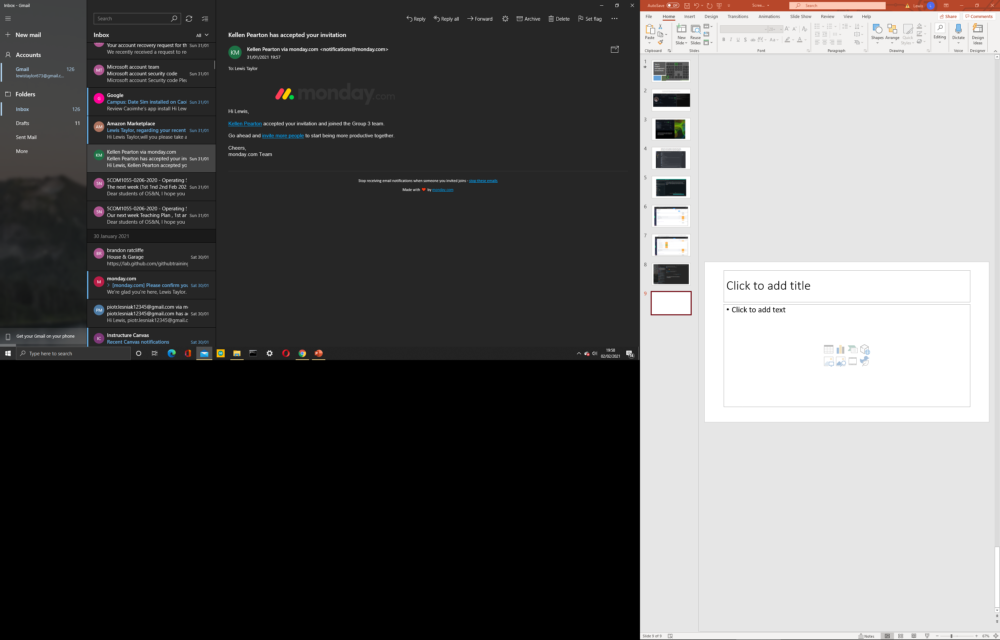 Inbox - Gmail
New mail
Accounts
Gmail 126
lewistaylor673@gmail.c...
Folders
Inbox 126
Drafts 11
Sent Mail
More
Get your Gmail on your phone
Search
Inbox
All
Your account recovery request for th Sun 31/01
We recently received a request to re
MT
Microsoft account team
Microsoft account security code Sun 31/01
Microsoft account Security code Plea
G
Google
Campus: Date Sim installed on Caoi Sun 31/01
Review Caoimhe's app install Hi Lew
AM
Amazon Marketplace
Lewis Taylor, regarding your recent Sun 31/01
Hi Lewis Taylor,will you please take a
KM
Kellen Pearton via monday.com
Kellen Pearton has accepted your inv Sun 31/01
Hi Lewis, Kellen Pearton accepted yo
5N
5COM1055-0206-2020 - Operating S
The next week (1st 1nd 2nd Feb 202 Sun 31/01
Dear students of OS&N, I hope you
5N
5COM1055-0206-2020 - Operating S
Our next week Teaching Plan , 1st an Sun 31/01
Dear students of OS&N, I hope you
30 January 2021
BR
brandon ratcliffe
House & Garage Sat 30/01
https://lab.github.com/githubtraining
M
monday.com
[monday.com] Please confirm you Sat 30/01
We're glad you're here, Lewis Taylor.
PM
piotr.lesniak12345@gmail.com via m
piotr.lesniak12345@gmail.com has ac Sat 30/01
Hi Lewis, piotr.lesniak12345@gmail.c
IC
Instructure Canvas
Recent Canvas notifications Sat 30/01
Reply
Reply all
Forward
Archive
Delete
Set flag
Kellen Pearton has accepted your invitation
KM
Kellen Pearton via monday.com <notifications@monday.com>
31/01/2021 19:57
To: Lewis Taylor
monday.com
Hi Lewis,
Kellen Pearton accepted your invitation and joined the Group 3 team.
Go ahead and invite more people to start being more productive together.
Cheers,
monday.com Team
Stop receiving email notifications when someone you invited joins - stop these emails
Made with ❤ by monday.com
Type here to search
19:58
02/02/2021
14
AutoSave Off
Scree...
Search
Lewis
L
File Home Insert Design Transitions Animations Slide Show Review View Help
Share
Comments
Paste
Clipboard
New Slide
Reuse Slides
Slides
28+
Font
Paragraph
Shapes
Arrange
Quick Styles
Drawing
Editing
Dictate
Voice
Design Ideas
Designer
1
Task 4:
Project
Management
Screenshots
2
3
4
5
6
7
8
9
Click to add title
• Click to add text
Slide 9 of 9
Notes
67%